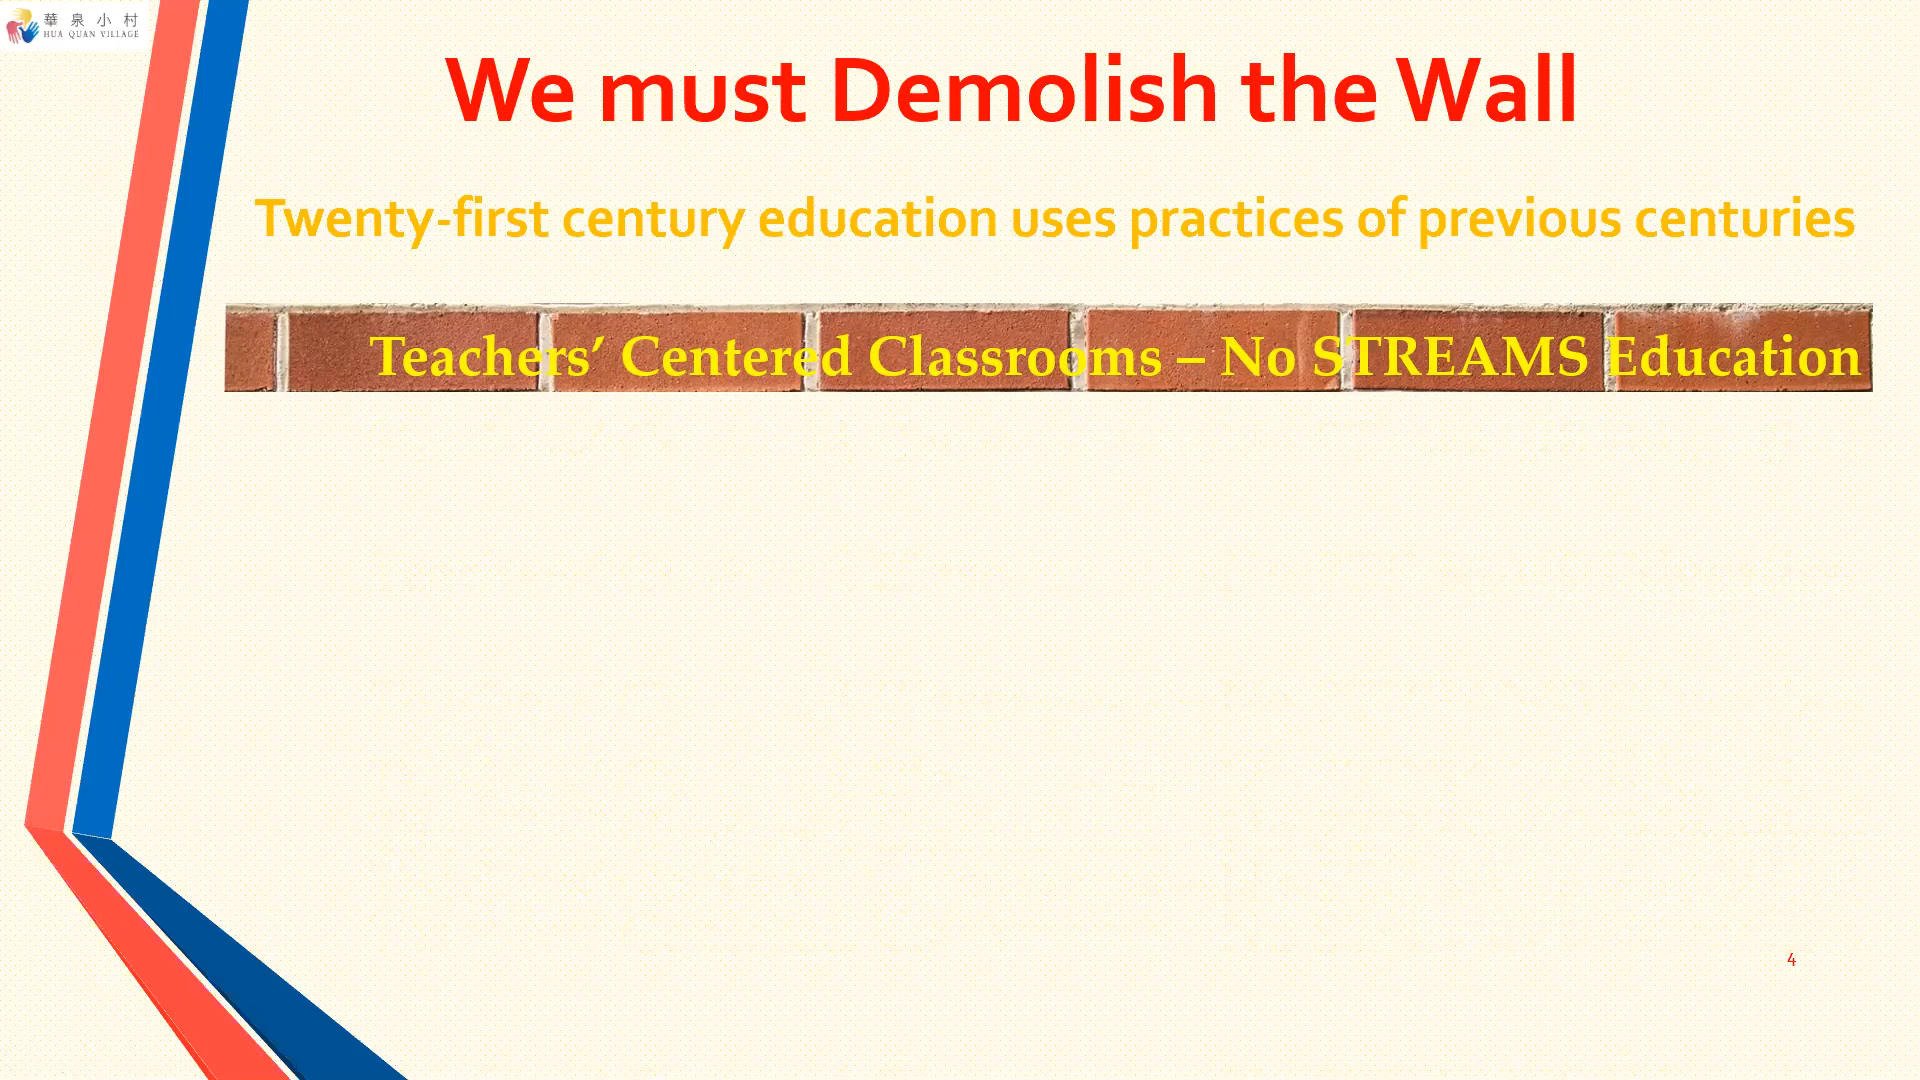 華泉小村
HUA QUAN VILLAGE
We must Demolish the Wall
Twenty-first century education uses practices of previous centuries
Teachers’ Centered Classrooms – No STREAMS Education
4